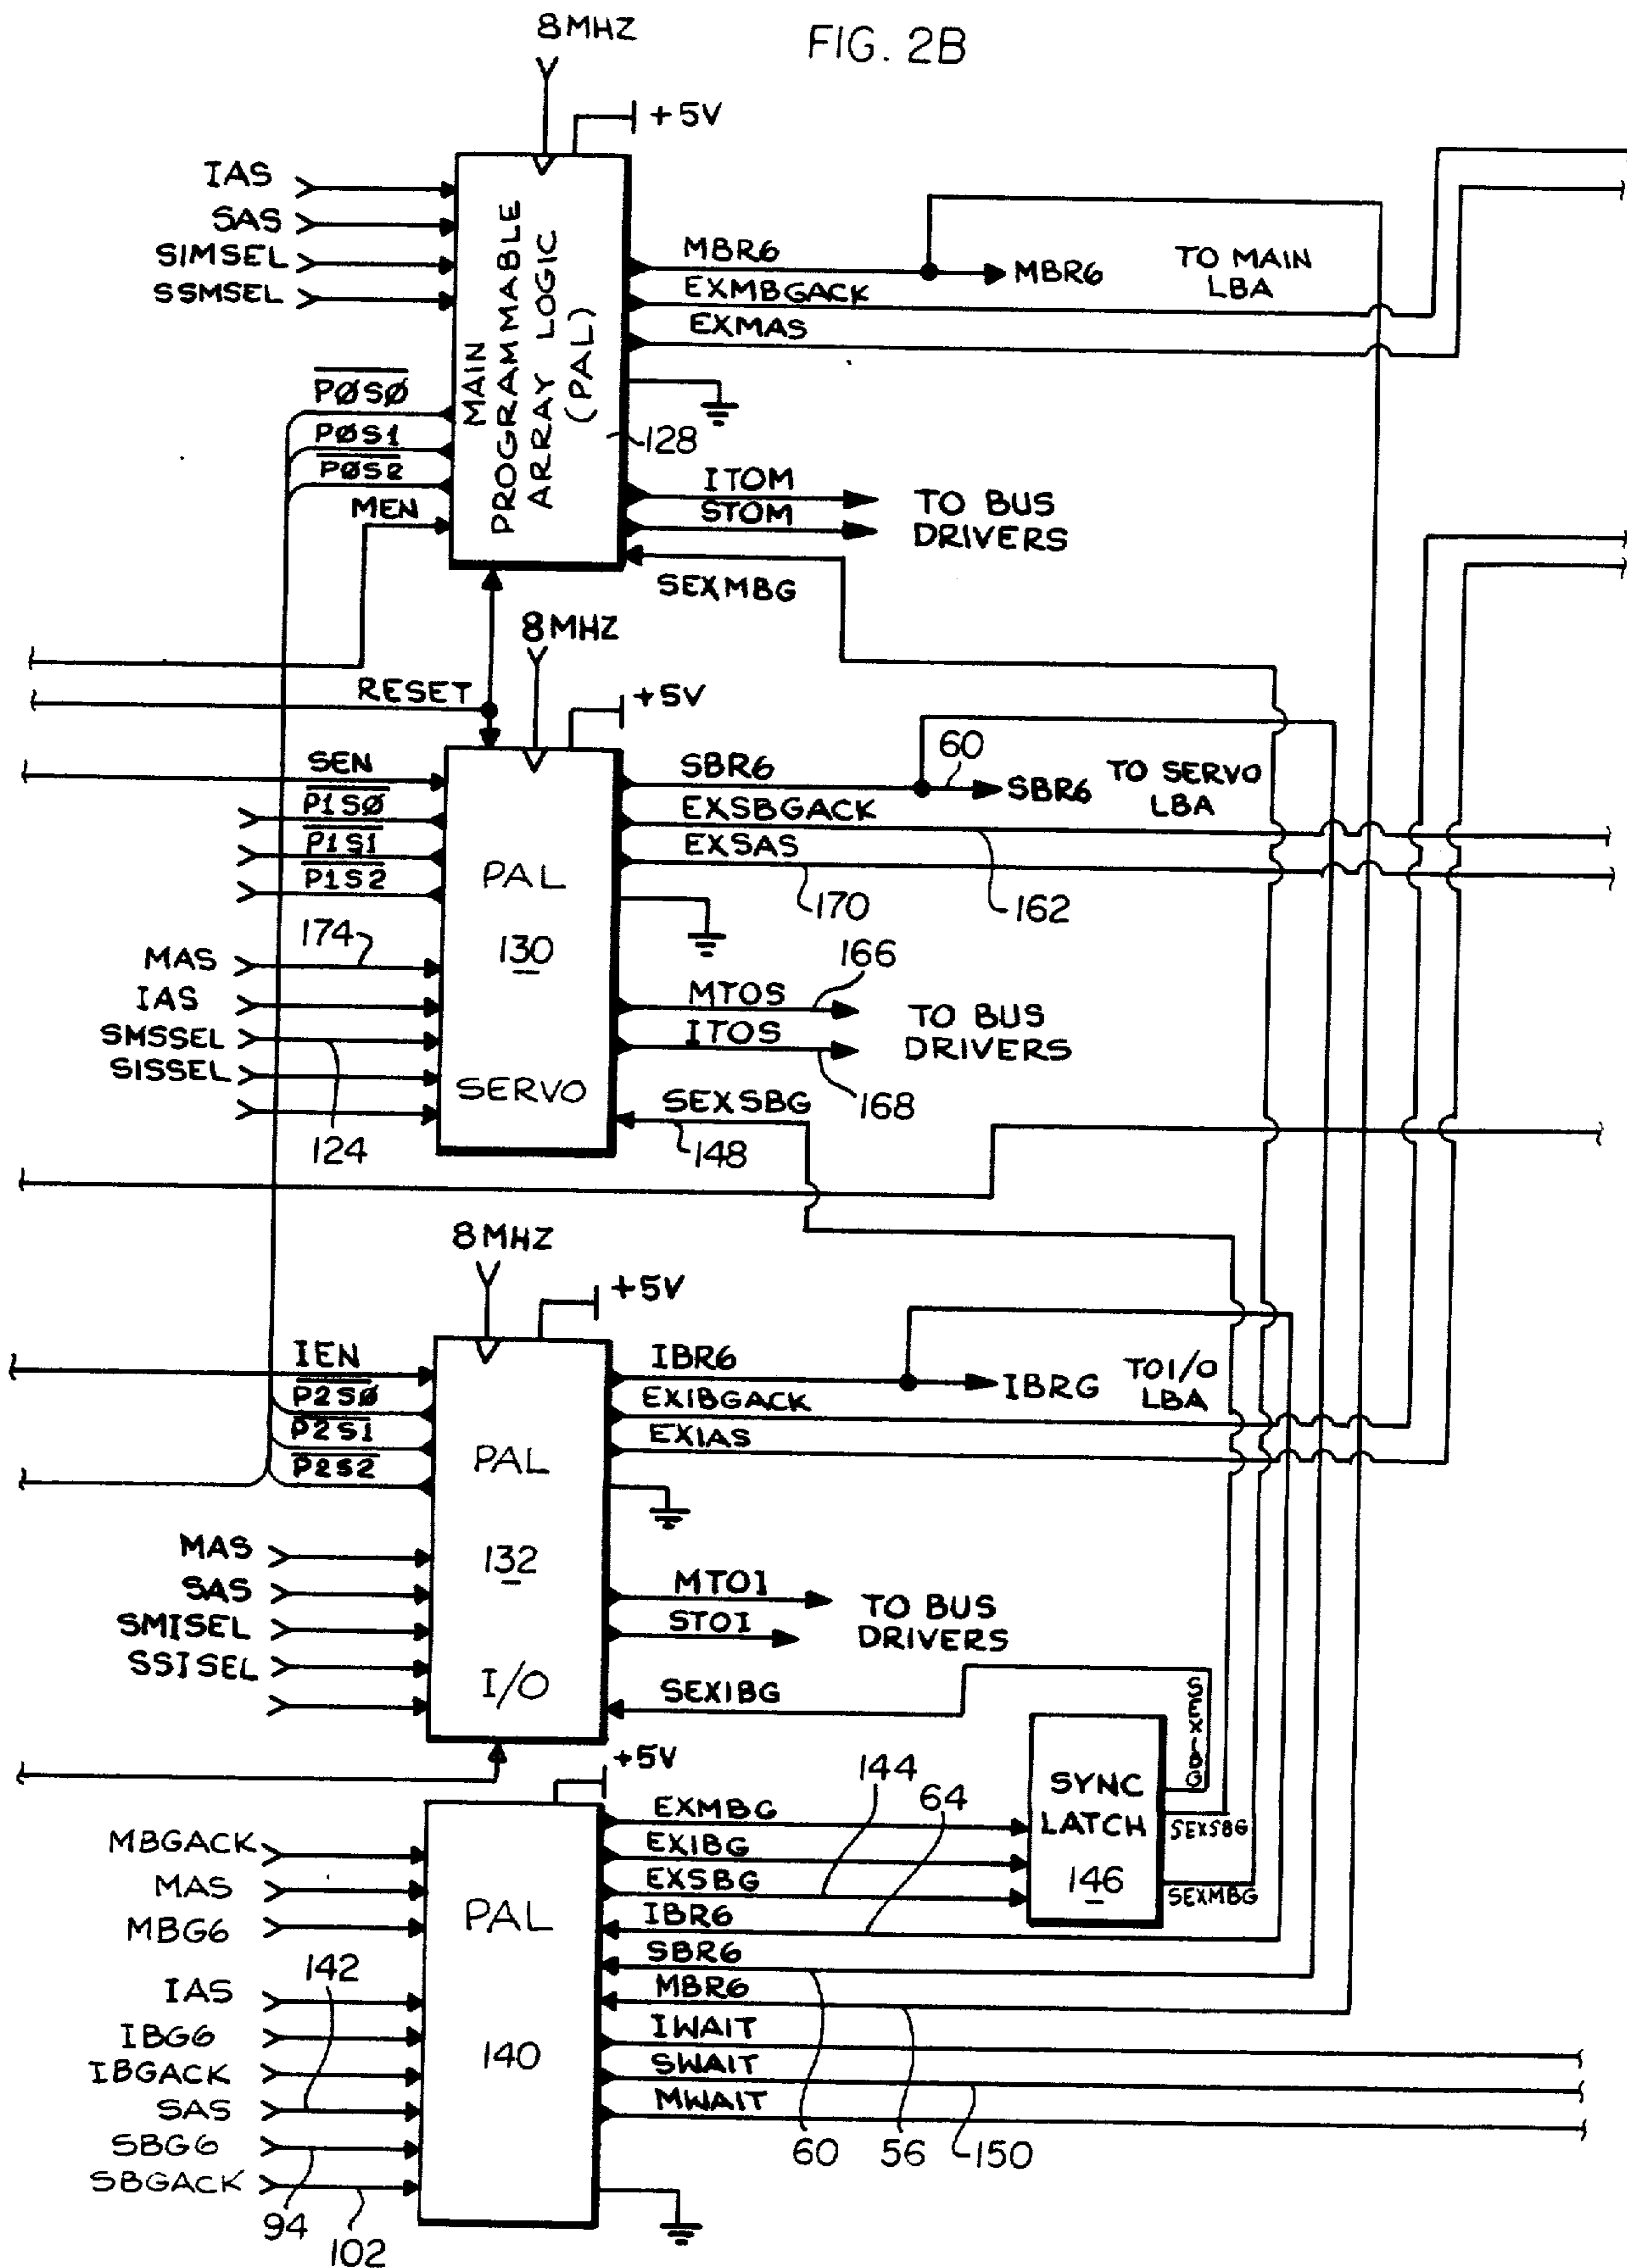 FIG. 2B
8MHZ
+5V
IAS
SAS
SIMSEL
SSMSEL
P0S0
P0S1
P0S2
MEN
MAIN
PROGRAMMABLE
ARRAY LOGIC
(PAL)
128
MBR6
MBR6
TO MAIN
LBA
EXMBGACK
EXMAS
ITOM
STOM
TO BUS
DRIVERS
SEXMBG
8MHZ
RESET
+5V
SEN
P1S0
P1S1
P1S2
174
MAS
IAS
SMSSEL
SISSEL
124
PAL
130
SERVO
SBR6
60
SBR6
TO SERVO
LBA
EXSBGACK
EXSAS
170
162
166
MTOS
ITOS
TO BUS
DRIVERS
168
SEXSBG
148
8MHZ
+5V
IEN
P2S0
P2S1
P2S2
MAS
SAS
SMISEL
SSISEL
PAL
132
I/O
IBR6
IBRG
TO I/O
LBA
EXIBGACK
EXIAS
MTOI
STOI
TO BUS
DRIVERS
SEXIBG
SEXIBG
+5V
144
64
SYNC
LATCH
146
SEXSBG
SEXMBG
MBGACK
MAS
MBG6
142
IAS
IBG6
IBGACK
SAS
SBG6
SBGACK
94
102
PAL
140
EXMBG
EXIBG
EXSBG
IBR6
SBR6
MBR6
IWAIT
SWAIT
MWAIT
60
56
150